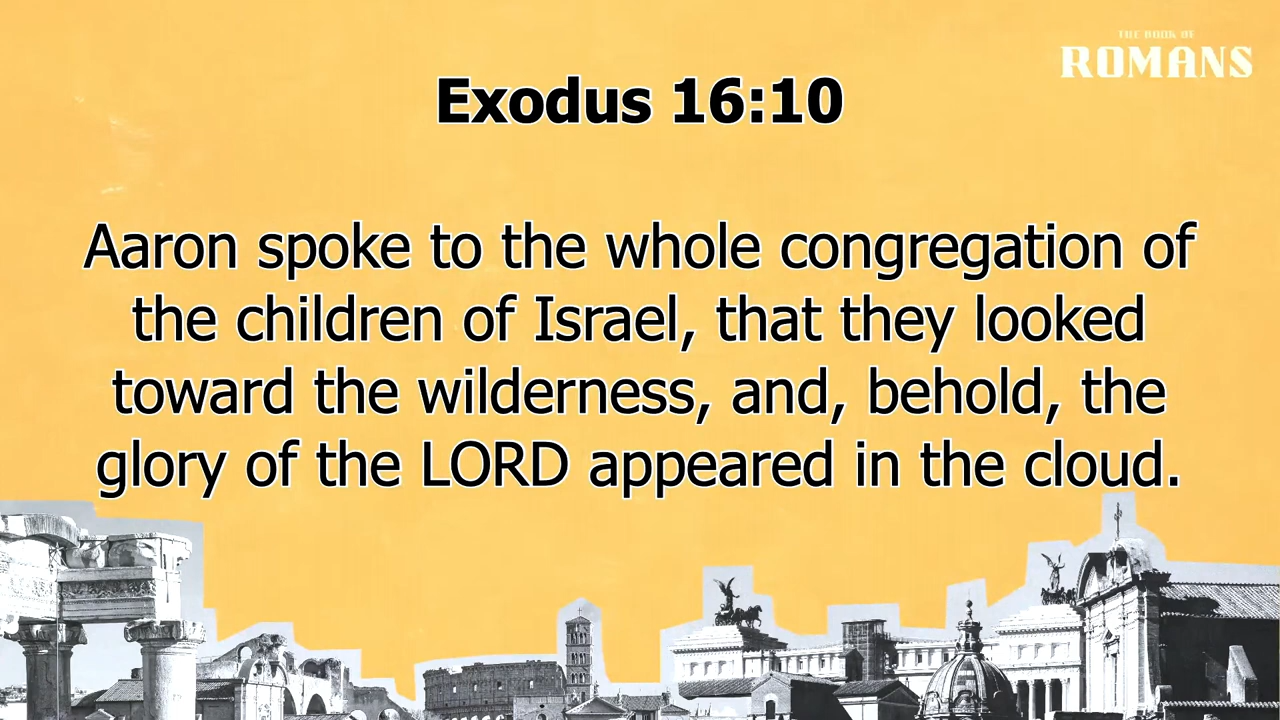 THE BOOK OF
ROMANS
Exodus 16:10
Aaron spoke to the whole congregation of
the children of Israel, that they looked
toward the wilderness, and, behold, the
glory of the LORD appeared in the cloud.